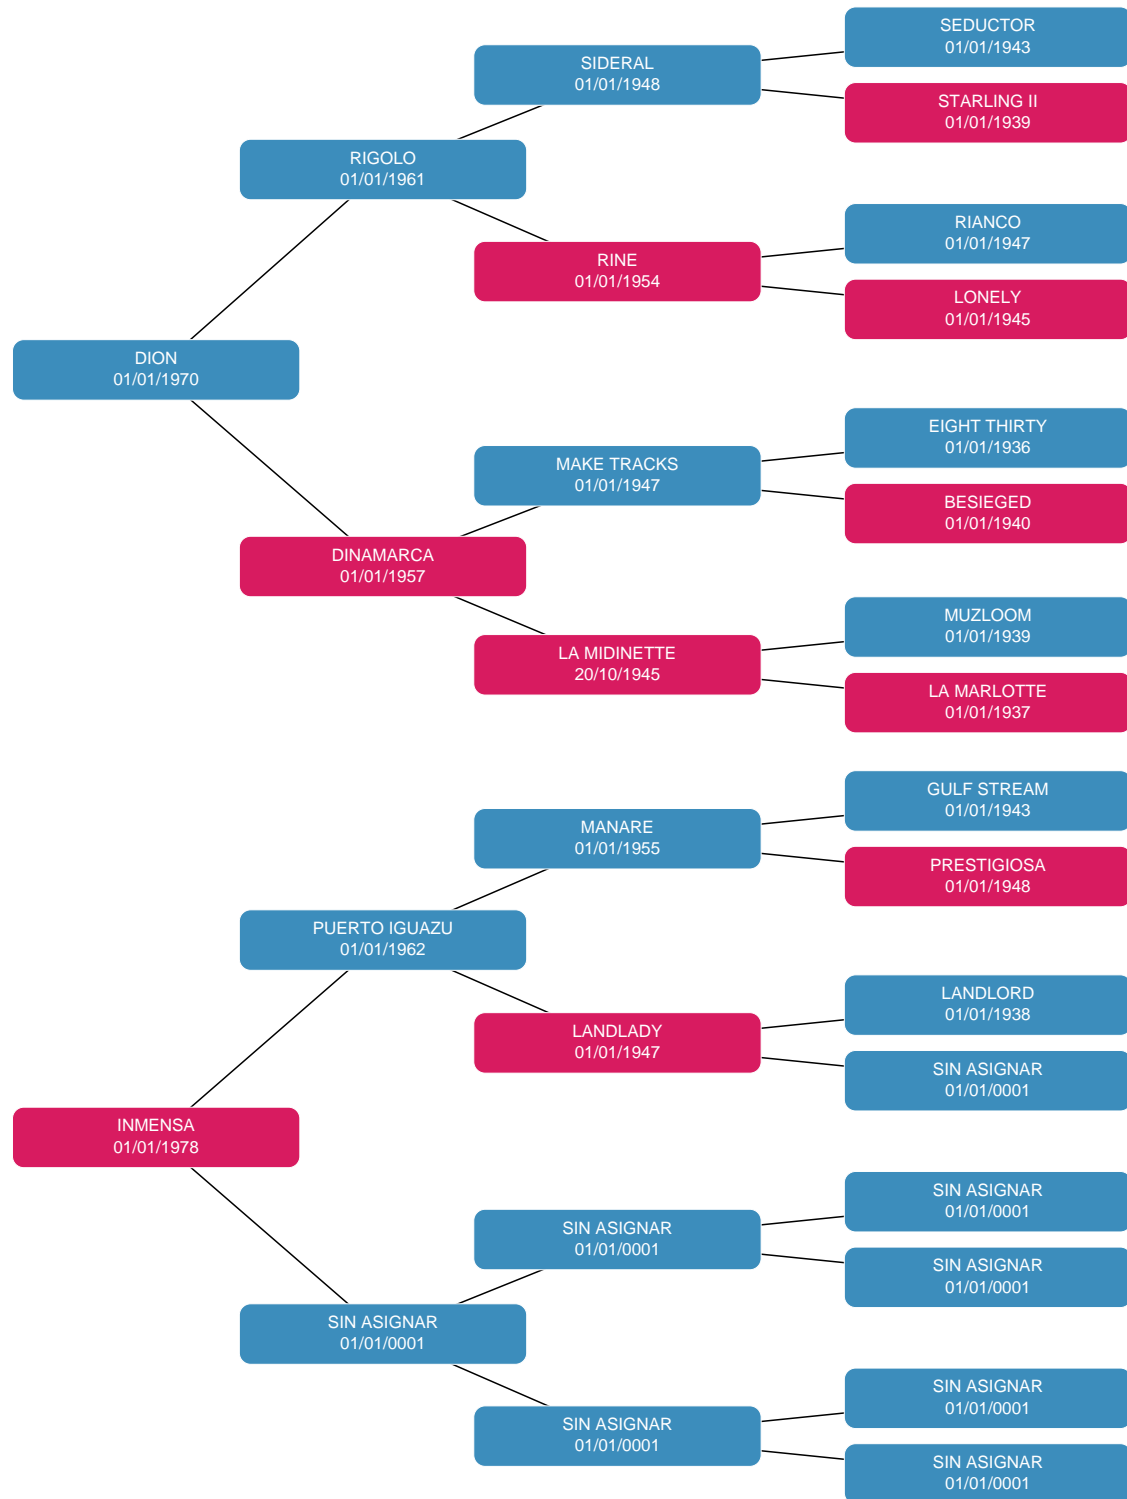 SEDUCTOR
01/01/1943
SIDERAL
01/01/1948
STARLING II
01/01/1939
RIGOLO
01/01/1961
RIANCO
01/01/1947
RINE
01/01/1954
LONELY
01/01/1945
DION
01/01/1970
EIGHT THIRTY
01/01/1936
MAKE TRACKS
01/01/1947
BESIEGED
01/01/1940
DINAMARCA
01/01/1957
MUZLOOM
01/01/1939
LA MIDINETTE
20/10/1945
LA MARLOTTE
01/01/1937
GULF STREAM
01/01/1943
MANARE
01/01/1955
PRESTIGIOSA
01/01/1948
PUERTO IGUAZU
01/01/1962
LANDLORD
01/01/1938
LANDLADY
01/01/1947
SIN ASIGNAR
01/01/0001
INMENSA
01/01/1978
SIN ASIGNAR
01/01/0001
SIN ASIGNAR
01/01/0001
SIN ASIGNAR
01/01/0001
SIN ASIGNAR
01/01/0001
SIN ASIGNAR
01/01/0001
SIN ASIGNAR
01/01/0001
SIN ASIGNAR
01/01/0001